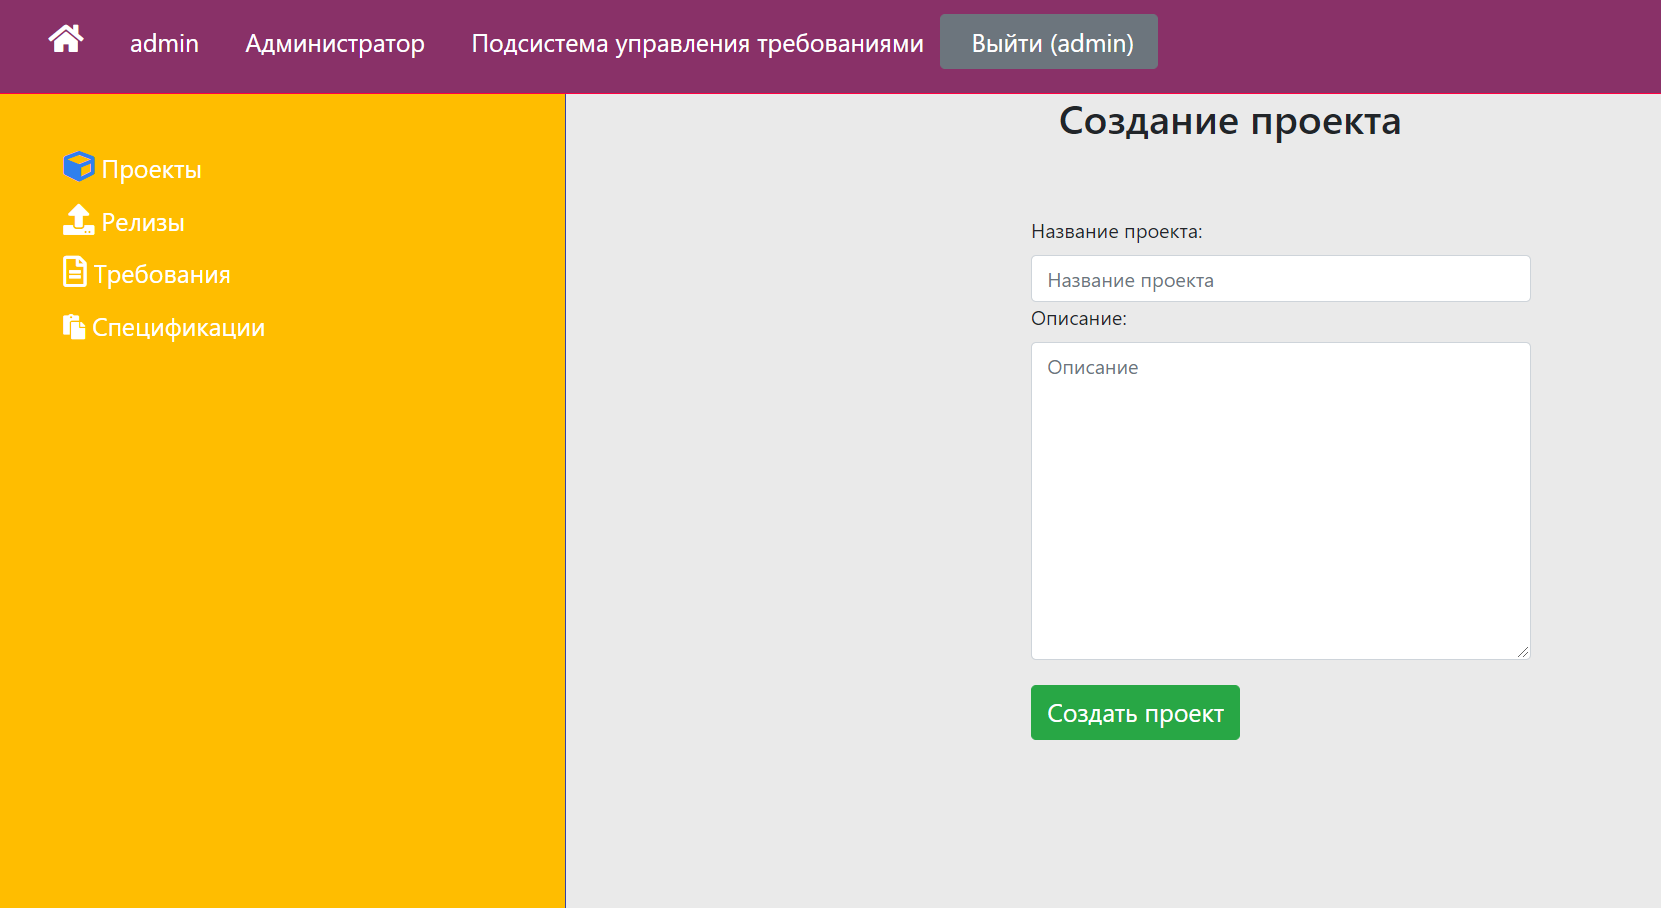 admin Администратор Подсистема управления требованиями Выйти (admin)
Проекты
Релизы
Требования
Спецификации
Создание проекта
Название проекта:
Название проекта
Описание:
Описание
Создать проект